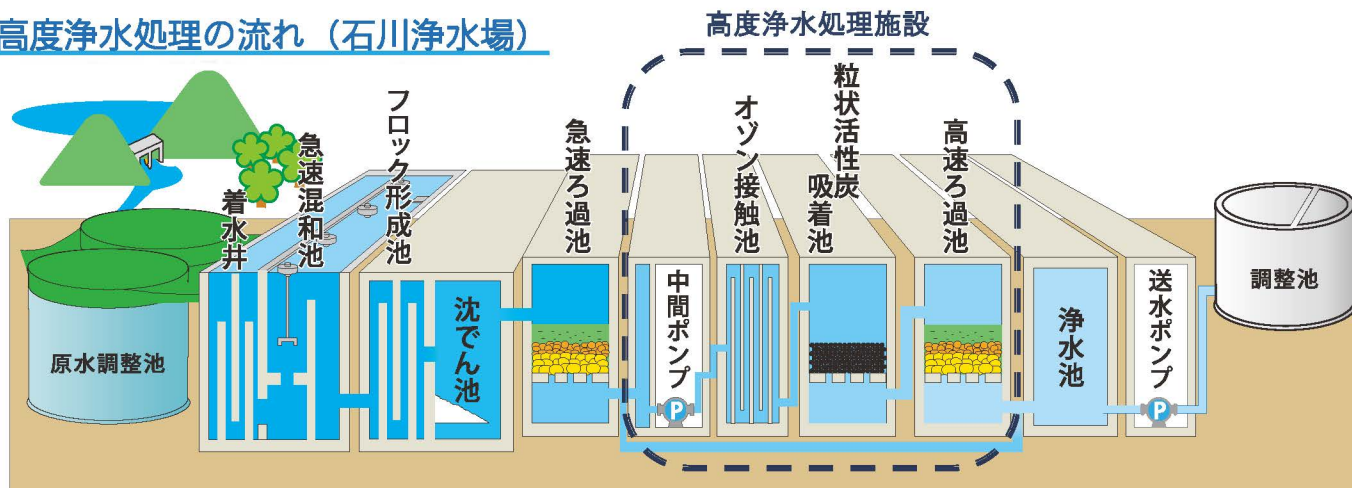 高度浄水処理の流れ（石川浄水場）
高度浄水処理施設
原水調整池
着水井
急速混和池
フロック形成池
沈でん池
急速ろ過池
中間ポンプ
P
オゾン接触池
粒状活性炭
吸着池
高速ろ過池
浄水池
送水ポンプ
P
調整池